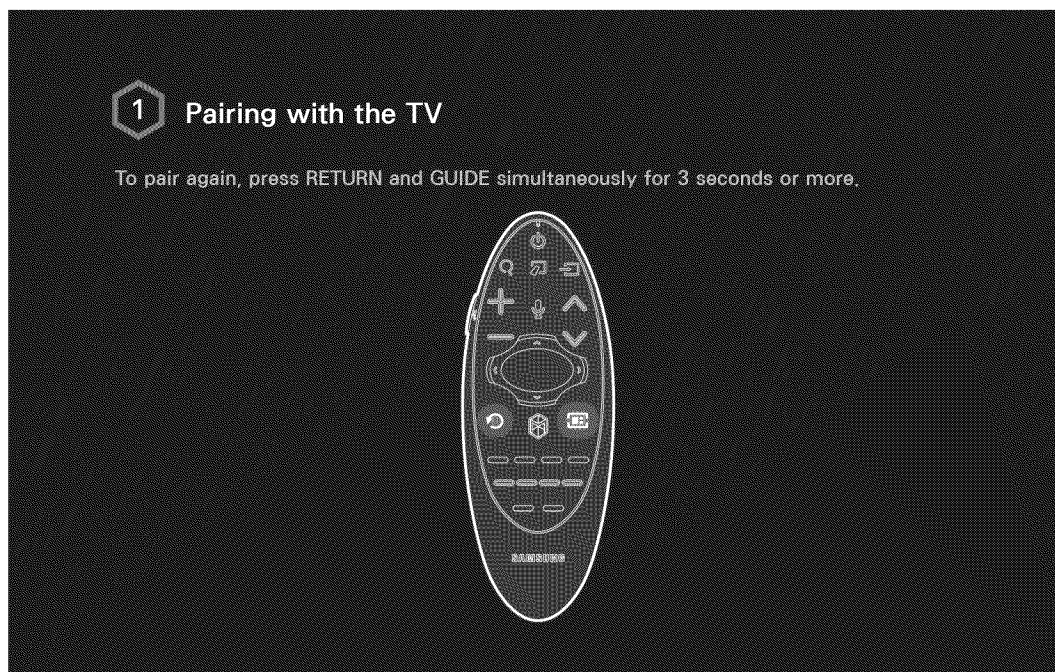 1
Pairing with the TV
To pair again, press RETURN and GUIDE simultaneously for 3 seconds or more.
SAMSUNG